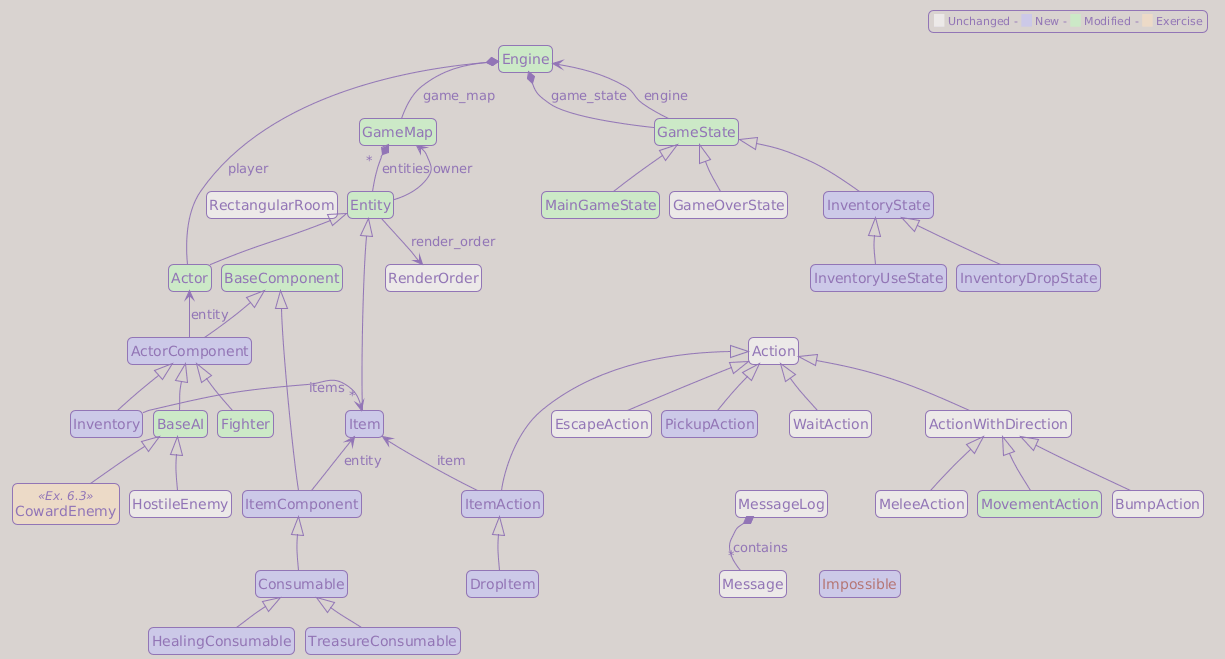 Unchanged - New - Modified - Exercise
Engine
game_map
game_state
engine
GameMap
GameState
*
entities
owner
player
RectangularRoom
Entity
MainGameState
GameOverState
InventoryState
render_order
Actor
BaseComponent
RenderOrder
InventoryUseState
InventoryDropState
entity
ActorComponent
Action
items
*
Inventory
BaseAI
Fighter
Item
EscapeAction
PickupAction
WaitAction
ActionWithDirection
entity
item
«Ex. 6.3»
CowardEnemy
HostileEnemy
ItemComponent
ItemAction
MessageLog
MeleeAction
MovementAction
BumpAction
contains
*
Consumable
DropItem
Message
Impossible
HealingConsumable
TreasureConsumable